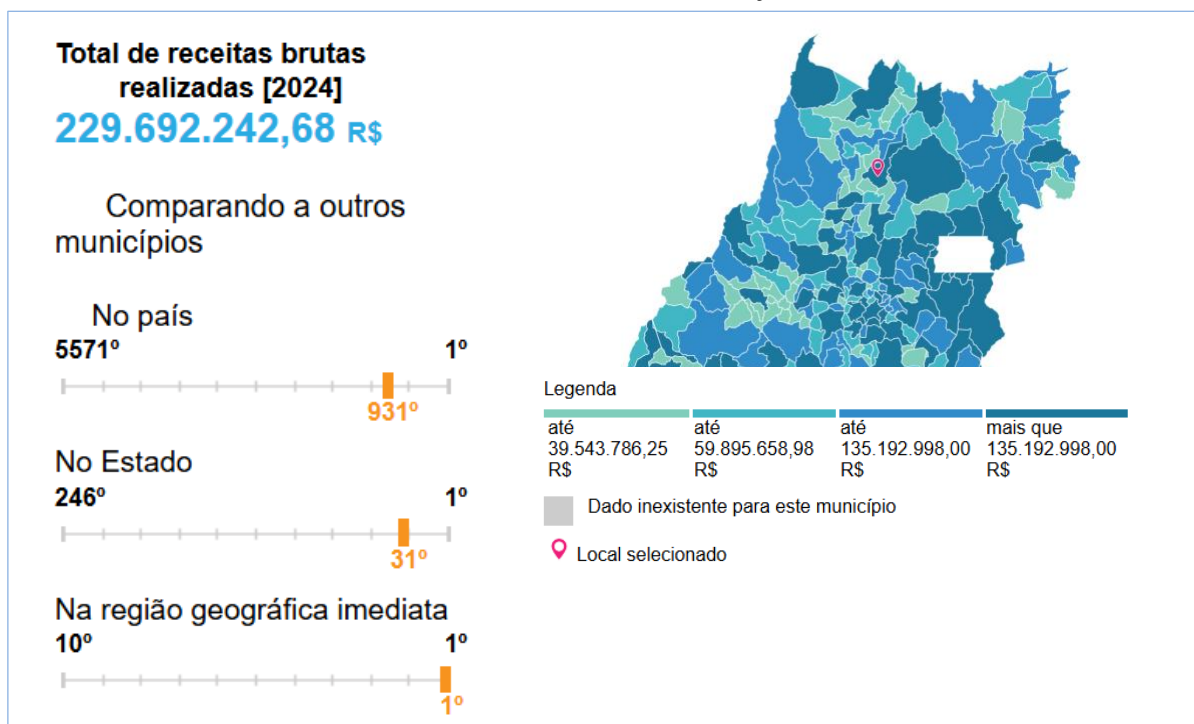 Total de receitas brutas
realizadas [2024]
229.692.242,68 R$
Comparando a outros
municípios
No país
5571º 1º
931º
No Estado
246º 1º
31º
Na região geográfica imediata
10º 1º
1º
Legenda
até
39.543.786,25
R$
até
59.895.658,98
R$
até
135.192.998,00
R$
mais que
135.192.998,00
R$
Dado inexistente para este município
Local selecionado